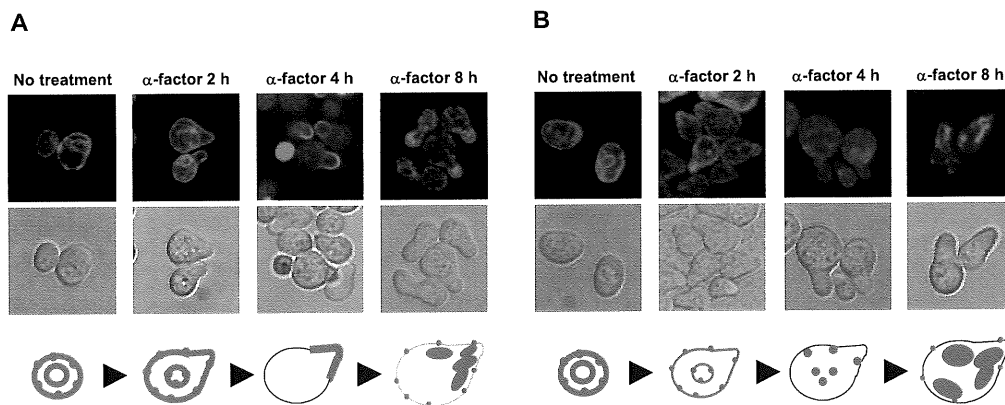 A
No treatment α-factor 2 h α-factor 4 h α-factor 8 h
B
No treatment α-factor 2 h α-factor 4 h α-factor 8 h